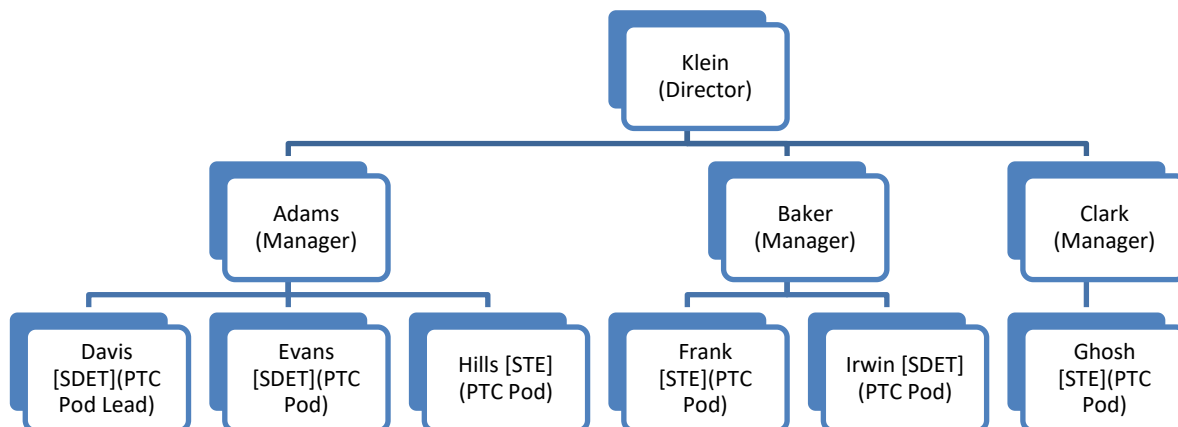 Klein
(Director)
Adams
(Manager)
Baker
(Manager)
Clark
(Manager)
Davis
[SDET](PTC
Pod Lead)
Evans
[SDET](PTC
Pod)
Hills [STE]
(PTC Pod)
Frank
[STE](PTC
Pod)
Irwin [SDET]
(PTC Pod)
Ghosh
[STE](PTC
Pod)